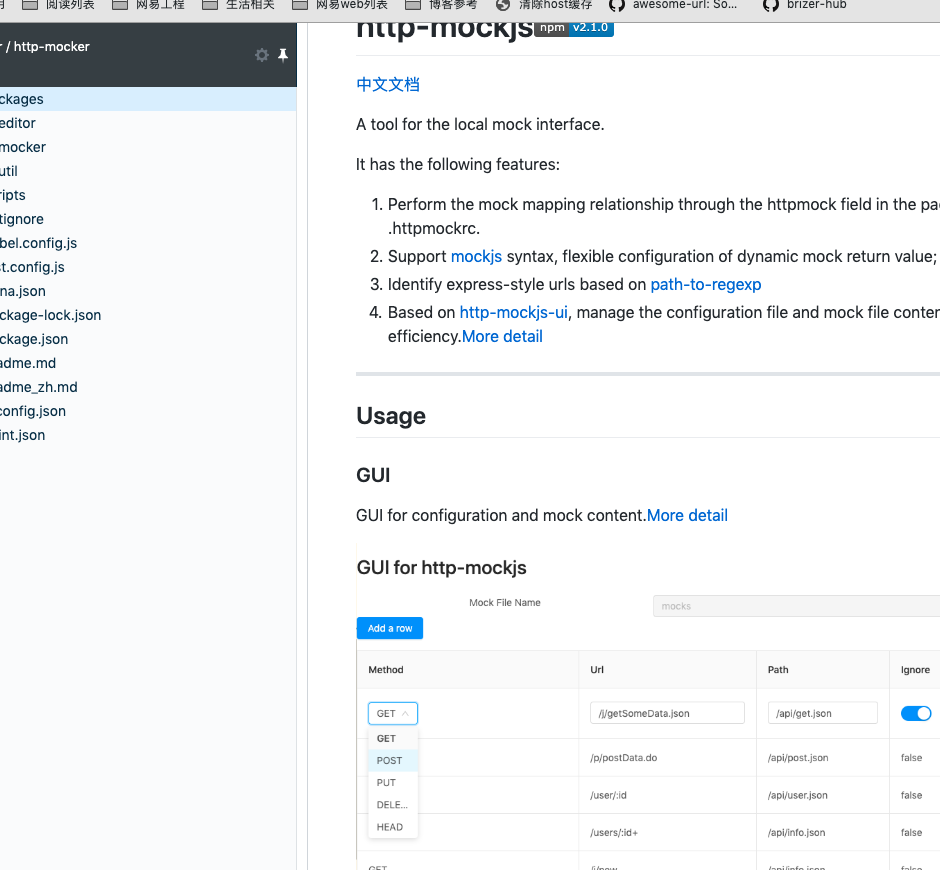 阅读列表 网易工程 生活相关 网易web列表 博客参考 清除host缓存 awesome-url: So... brizer-hub
/ http-mocker
ckages
editor
mocker
util
ripts
tignore
bel.config.js
t.config.js
na.json
ckage-lock.json
ckage.json
adme.md
adme_zh.md
config.json
int.json
http-mockjs npm v2.1.0
中文文档
A tool for the local mock interface.
It has the following features:
1. Perform the mock mapping relationship through the httpmock field in the pa
.httpmockrc.
2. Support mockjs syntax, flexible configuration of dynamic mock return value;
3. Identify express-style urls based on path-to-regexp
4. Based on http-mockjs-ui, manage the configuration file and mock file conten
efficiency.More detail
Usage
GUI
GUI for configuration and mock content.More detail
GUI for http-mockjs
Mock File Name mocks
Add a row
Method Url Path Ignore
GET /j/getSomeData.json /api/get.json
GET
POST /p/postData.do /api/post.json false
PUT /user/:id /api/user.json false
DELE...
HEAD /users/:id+ /api/info.json false
GET /i/new /api/info.json false